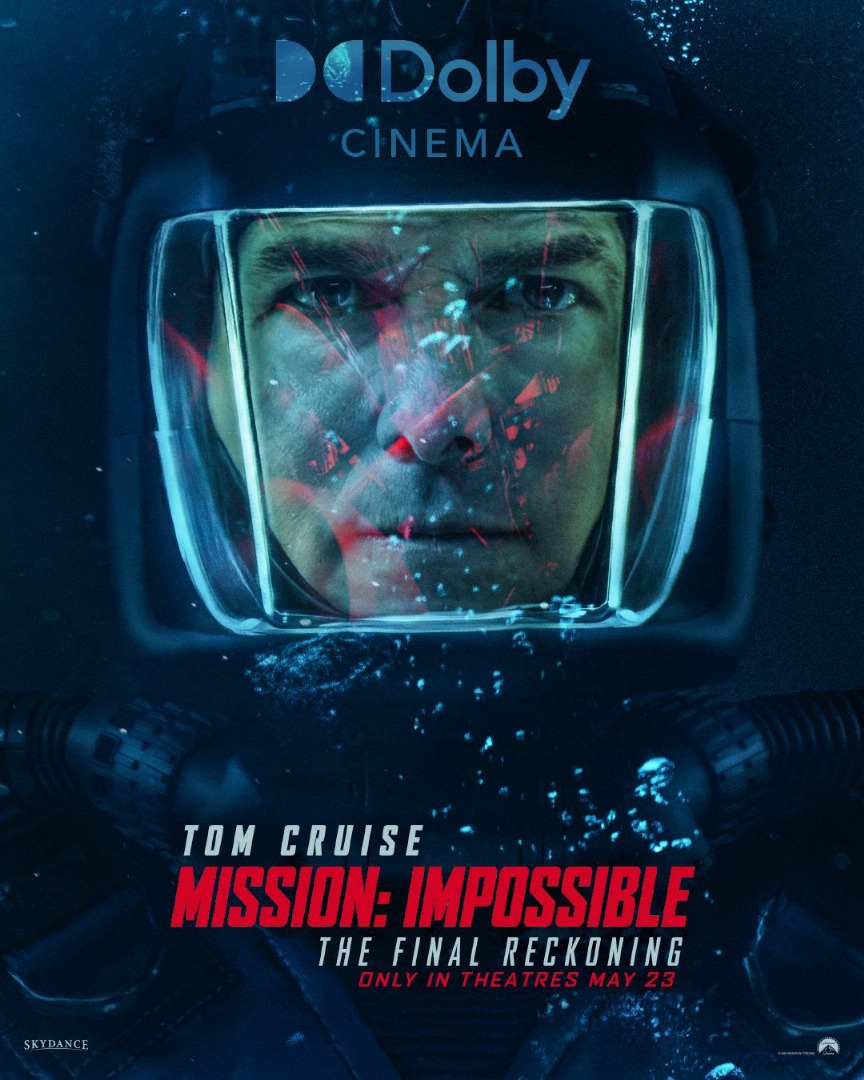 Dolby
CINEMA
TOM CRUISE
MISSION: IMPOSSIBLE
THE FINAL RECKONING
ONLY IN THEATRES MAY 23
SKYDANCE